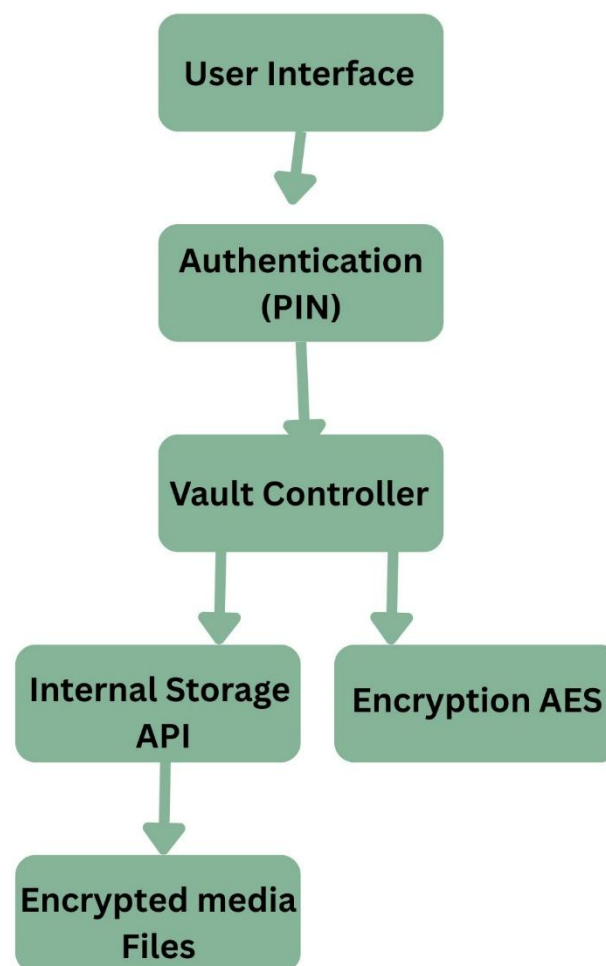 User Interface
Authentication
(PIN)
Vault Controller
Internal Storage
API
Encryption AES
Encrypted media
Files